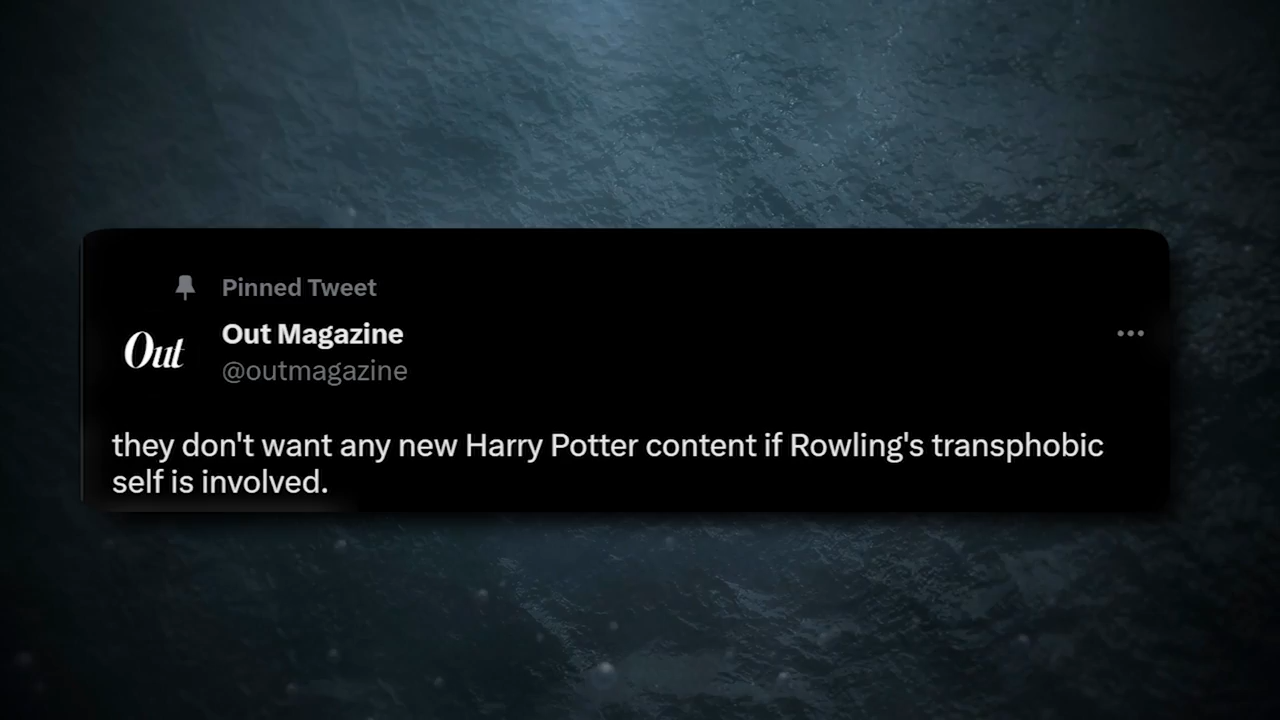 Pinned Tweet
Out
Out Magazine
@outmagazine
they don't want any new Harry Potter content if Rowling's transphobic
self is involved.